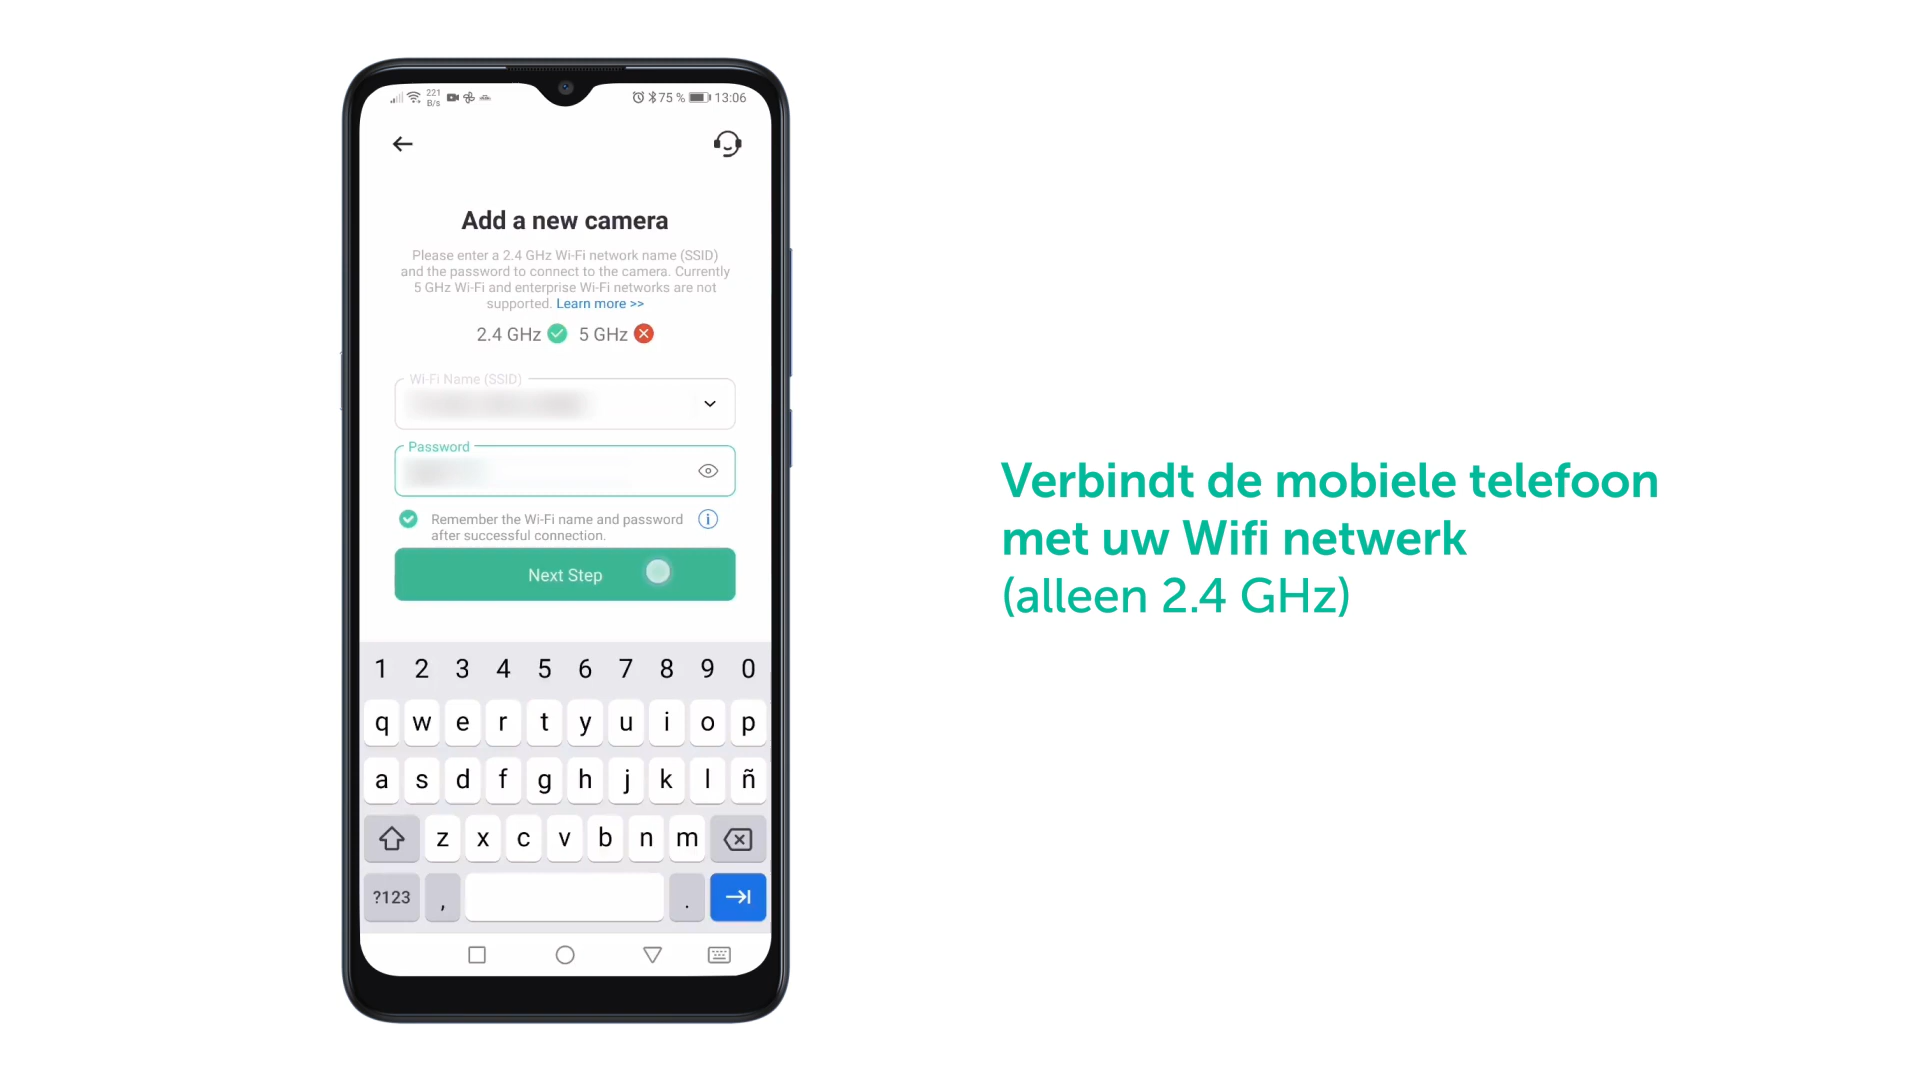 221
B/s
75 %
13:06
Add a new camera
Please enter a 2.4 GHz Wi-Fi network name (SSID)
and the password to connect to the camera. Currently
5 GHz Wi-Fi and enterprise Wi-Fi networks are not
supported. Learn more >>
2.4 GHz 5 GHz
Wi-Fi Name (SSID)
Password
Remember the Wi-Fi name and password
after successful connection.
Next Step
1 2 3 4 5 6 7 8 9 0
q w e r t y u i o p
a s d f g h j k l ñ
z x c v b n m
?123 , .
Verbindt de mobiele telefoon
met uw Wifi netwerk
(alleen 2.4 GHz)